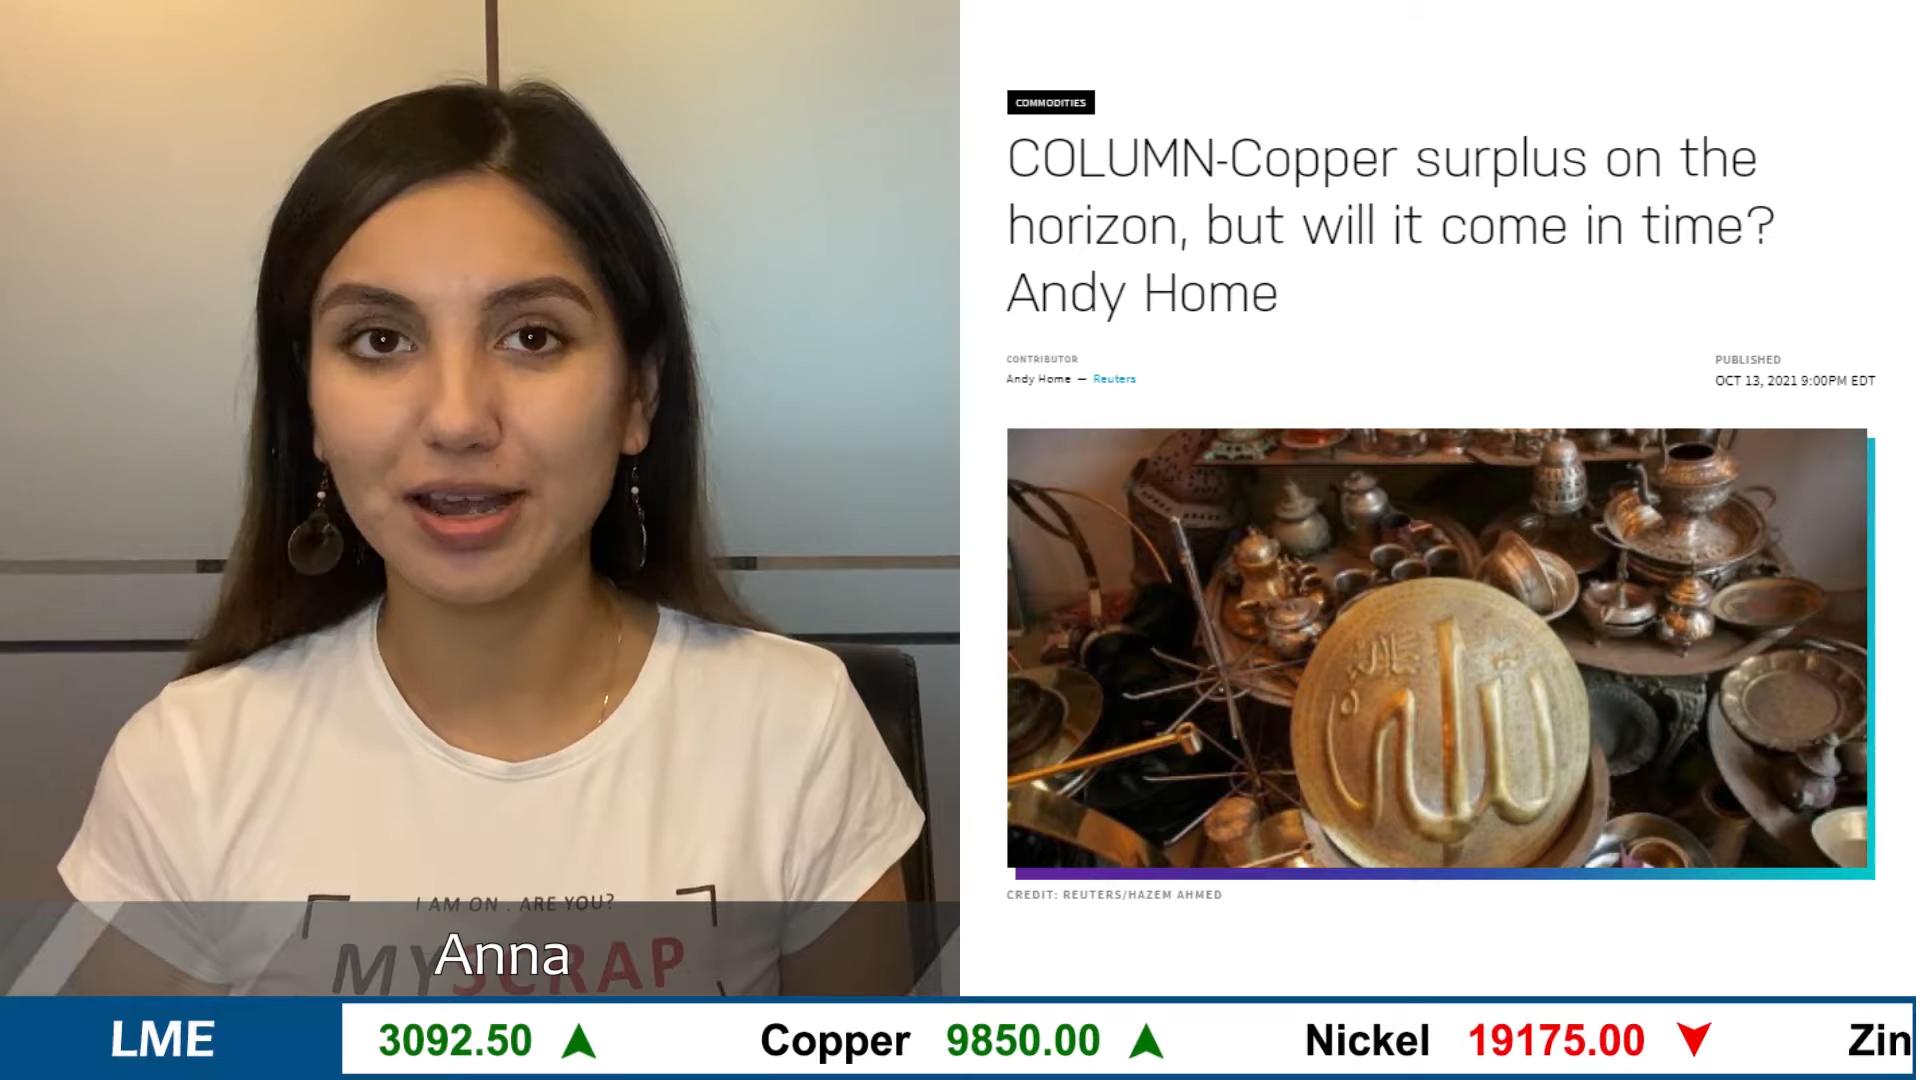 COMMODITIES
COLUMN-Copper surplus on the
horizon, but will it come in time?
Andy Home
CONTRIBUTOR
Andy Home — Reuters
PUBLISHED
OCT 13, 2021 9:00PM EDT
الله
CREDIT: REUTERS/HAZEM AHMED
I AM ON . ARE YOU?
MYSCRAP
Anna
LME 3092.50 ▲ Copper 9850.00 ▲ Nickel 19175.00 ▼ Zin